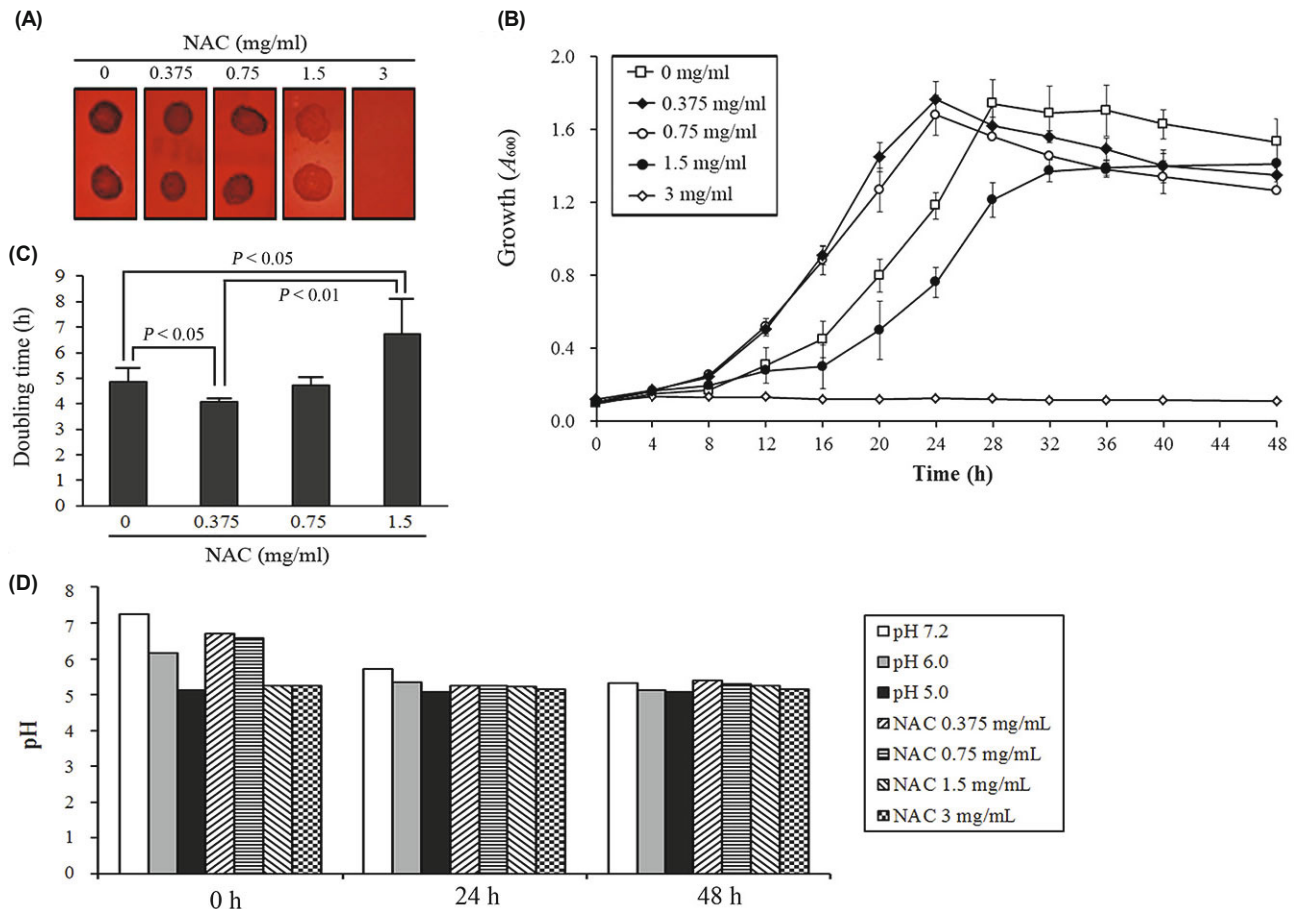 (A)
NAC (mg/ml)
0 0.375 0.75 1.5 3
(B)
2.0
1.6
1.2
0.8
0.4
0.0
Growth (A600)
0 mg/ml
0.375 mg/ml
0.75 mg/ml
1.5 mg/ml
3 mg/ml
0 4 8 12 16 20 24 28 32 36 40 44 48
Time (h)
(C)
9
8
7
6
5
4
3
2
1
0
Doubling time (h)
P < 0.05
P < 0.01
P < 0.05
0 0.375 0.75 1.5
NAC (mg/ml)
(D)
8
7
6
5
4
3
2
1
0
pH
0 h 24 h 48 h
pH 7.2
pH 6.0
pH 5.0
NAC 0.375 mg/mL
NAC 0.75 mg/mL
NAC 1.5 mg/mL
NAC 3 mg/mL